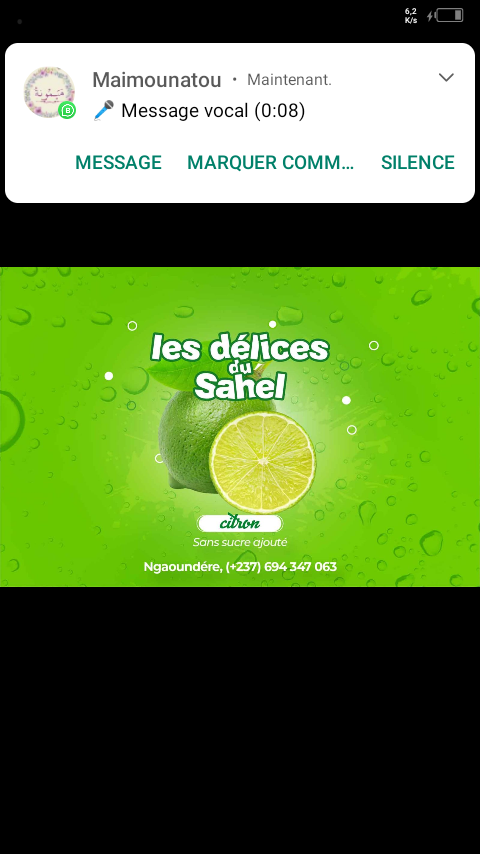 6,2
K/s
Maimounatou • Maintenant.
🎤 Message vocal (0:08)
MESSAGE MARQUER COMM... SILENCE
les délices
du
Sahel
citron
Sans sucre ajouté
Ngaoundére, (+237) 694 347 063